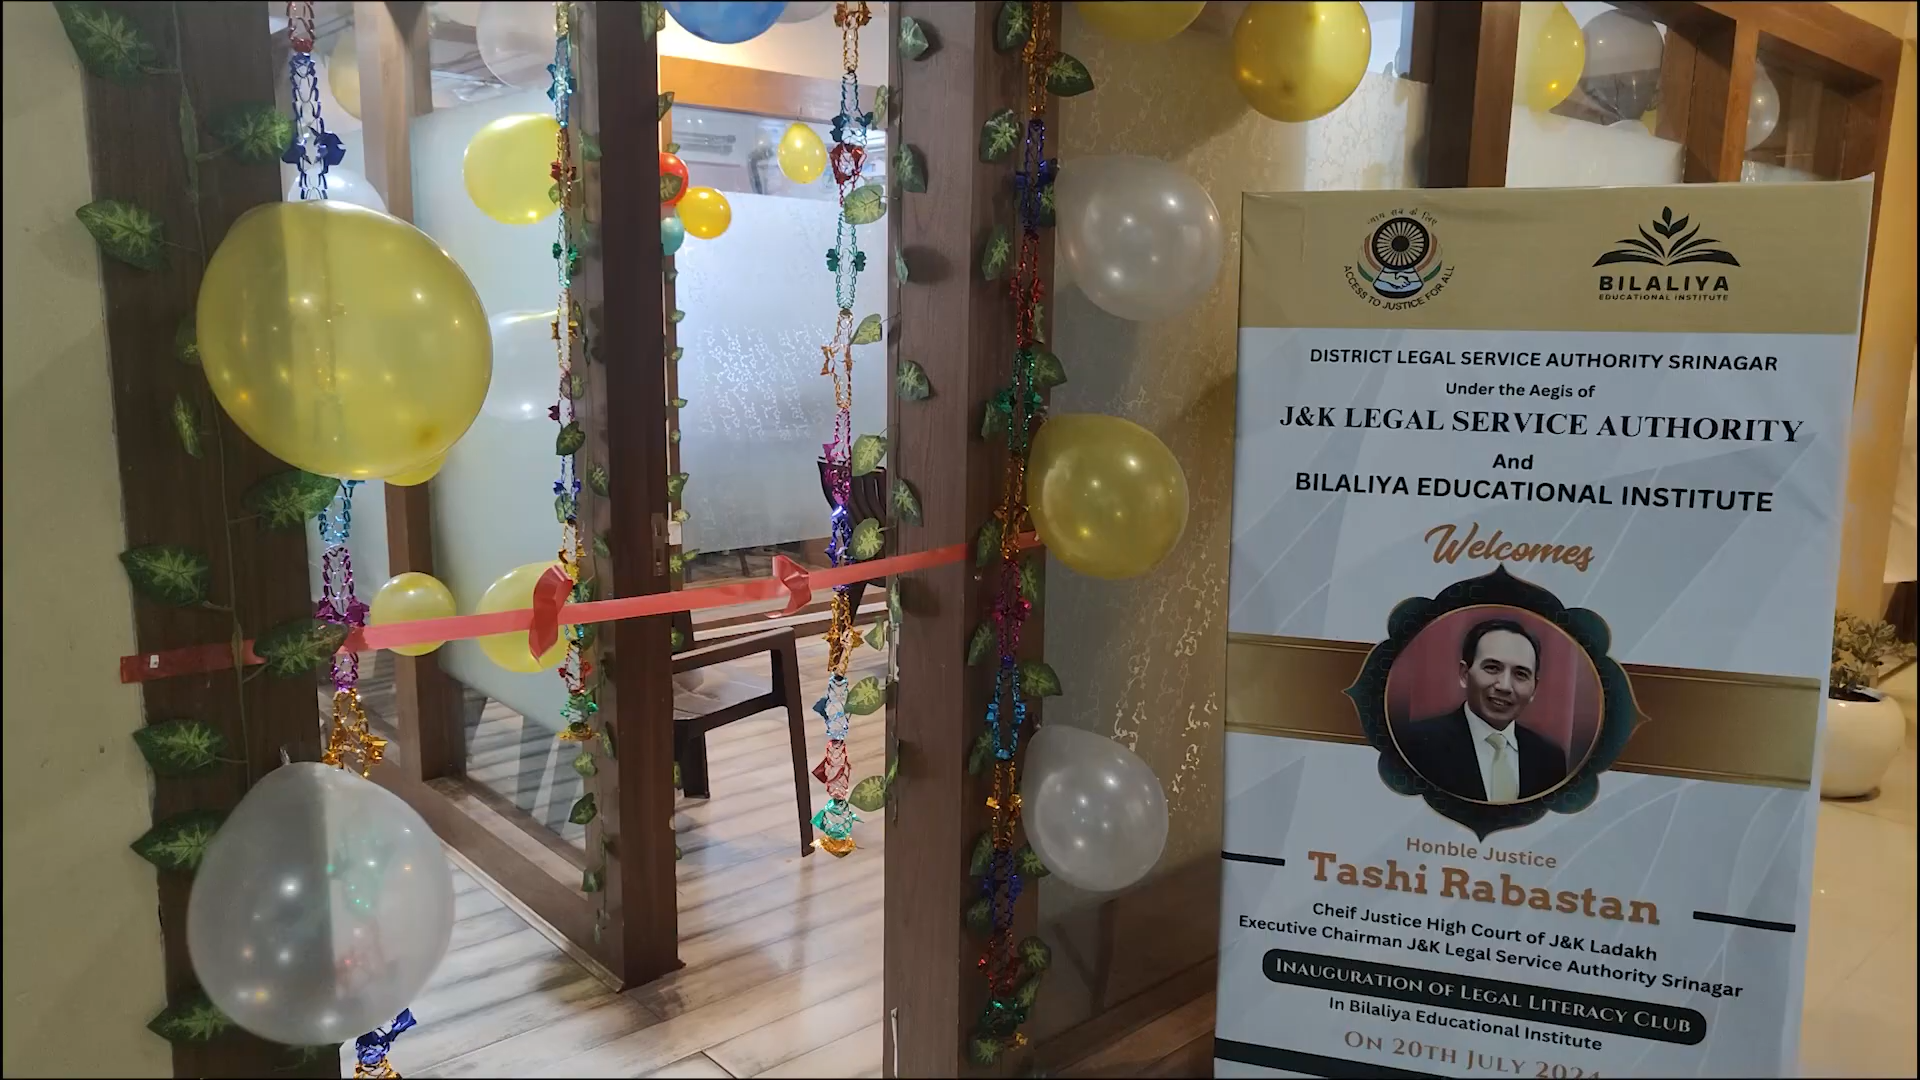 न्याय सब के लिए
ACCESS TO JUSTICE FOR ALL
BILALIYA
EDUCATIONAL INSTITUTE
DISTRICT LEGAL SERVICE AUTHORITY SRINAGAR
Under the Aegis of
J&K LEGAL SERVICE AUTHORITY
And
BILALIYA EDUCATIONAL INSTITUTE
Welcomes
Honble Justice
Tashi Rabastan
Cheif Justice High Court of J&K Ladakh
Executive Chairman J&K Legal Service Authority Srinagar
INAUGURATION OF LEGAL LITERACY CLUB
In Bilaliya Educational Institute
ON 20TH JULY 2024